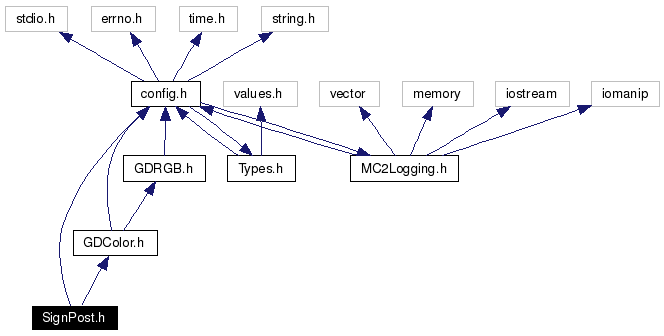 stdio.h
errno.h
time.h
string.h
config.h
values.h
vector
memory
iostream
iomanip
GDRGB.h
Types.h
MC2Logging.h
GDColor.h
SignPost.h